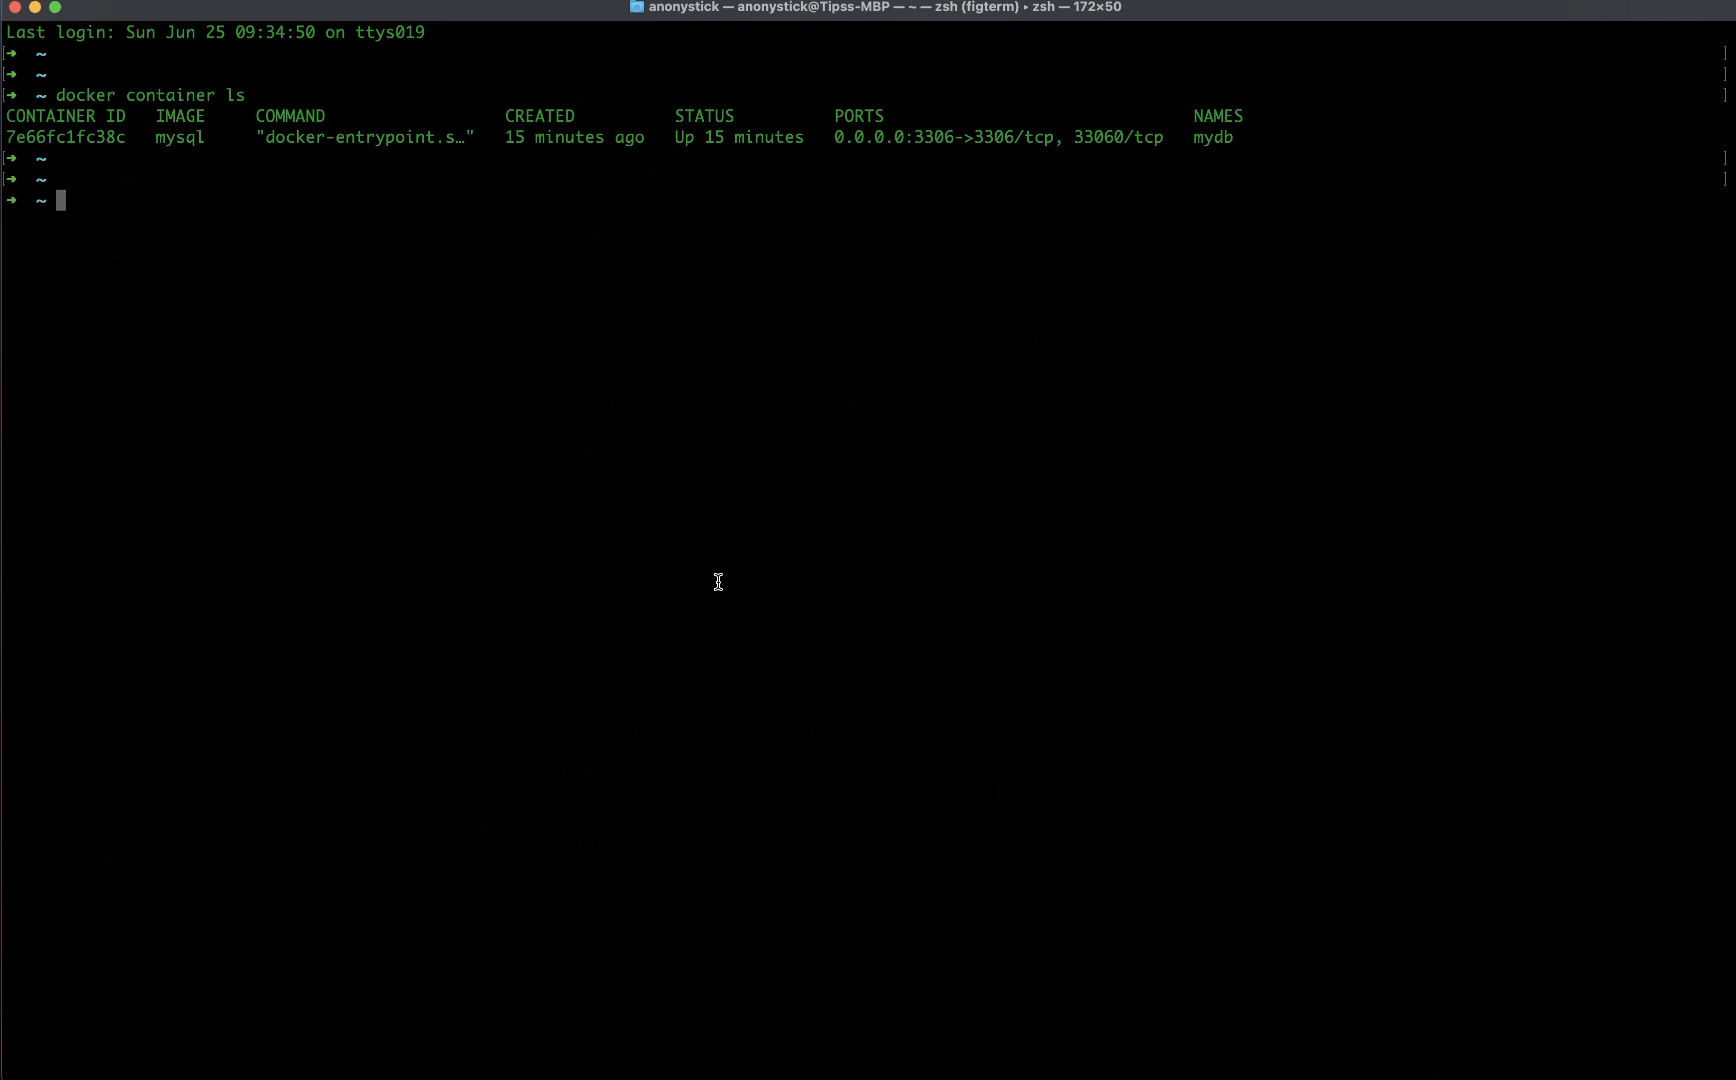 anonystick — anonystick@Tipss-MBP — ~ — zsh (figterm) ▸ zsh — 172×50
Last login: Sun Jun 25 09:34:50 on ttys019
[➜  ~ ]
[➜  ~ ]
[➜  ~ docker container ls ]
CONTAINER ID   IMAGE     COMMAND                  CREATED          STATUS          PORTS                               NAMES
7e66fc1fc38c   mysql     "docker-entrypoint.s…"   15 minutes ago   Up 15 minutes   0.0.0.0:3306->3306/tcp, 33060/tcp   mydb
[➜  ~ ]
[➜  ~ ]
➜  ~